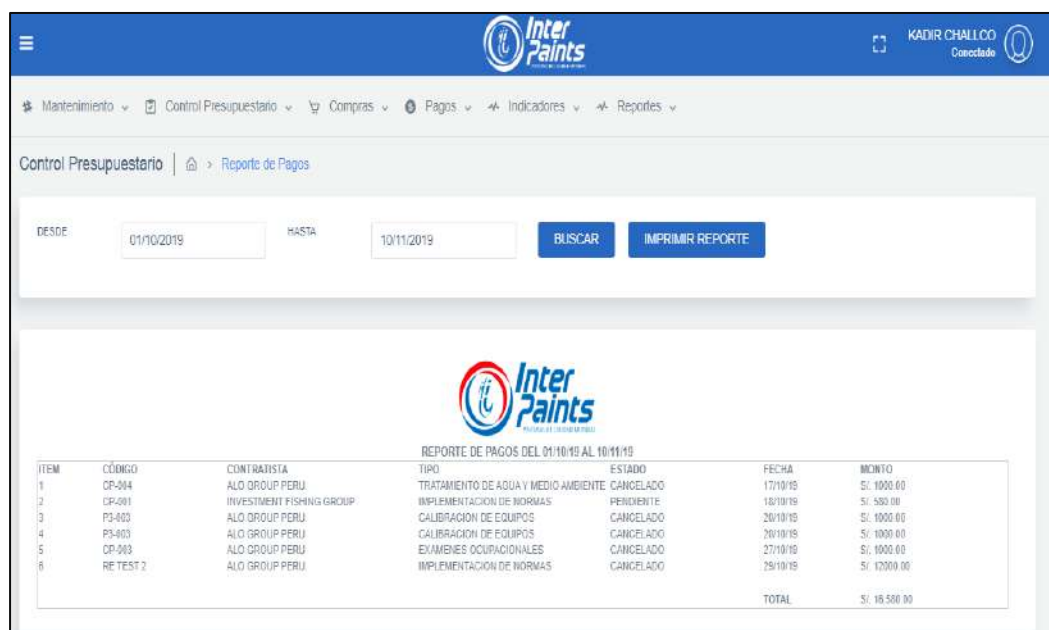 Inter
Paints
KADIR CHALLCO
Conectado
Mantenimiento Control Presupuestario Compras Pagos Indicadores Reportes
Control Presupuestario > Reporte de Pagos
DESDE 01/10/2019 HASTA 10/11/2019 BUSCAR IMPRIMIR REPORTE
Inter
Paints
REPORTE DE PAGOS DEL 01/10/19 AL 10/11/19
ITEM CÓDIGO CONTRATISTA TIPO ESTADO FECHA MONTO
1 CP-004 ALO GROUP PERU TRATAMIENTO DE AGUA Y MEDIO AMBIENTE CANCELADO 17/10/19 S/. 1000.00
2 CP-001 INVESTMENT FISHING GROUP IMPLEMENTACION DE NORMAS PENDIENTE 18/10/19 S/. 580.00
3 P3-003 ALO GROUP PERU CALIBRACION DE EQUIPOS CANCELADO 20/10/19 S/. 1000.00
4 P3-003 ALO GROUP PERU CALIBRACION DE EQUIPOS CANCELADO 20/10/19 S/. 1000.00
5 CP-003 ALO GROUP PERU EXAMENES OCUPACIONALES CANCELADO 27/10/19 S/. 1000.00
6 RE TEST 2 ALO GROUP PERU IMPLEMENTACION DE NORMAS CANCELADO 29/10/19 S/. 12000.00
TOTAL S/. 16.580.00